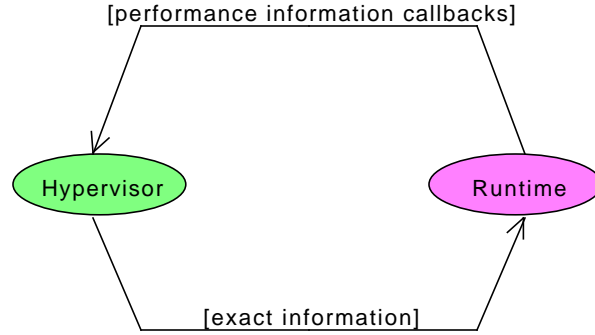 [performance information callbacks]
Hypervisor
Runtime
[exact information]